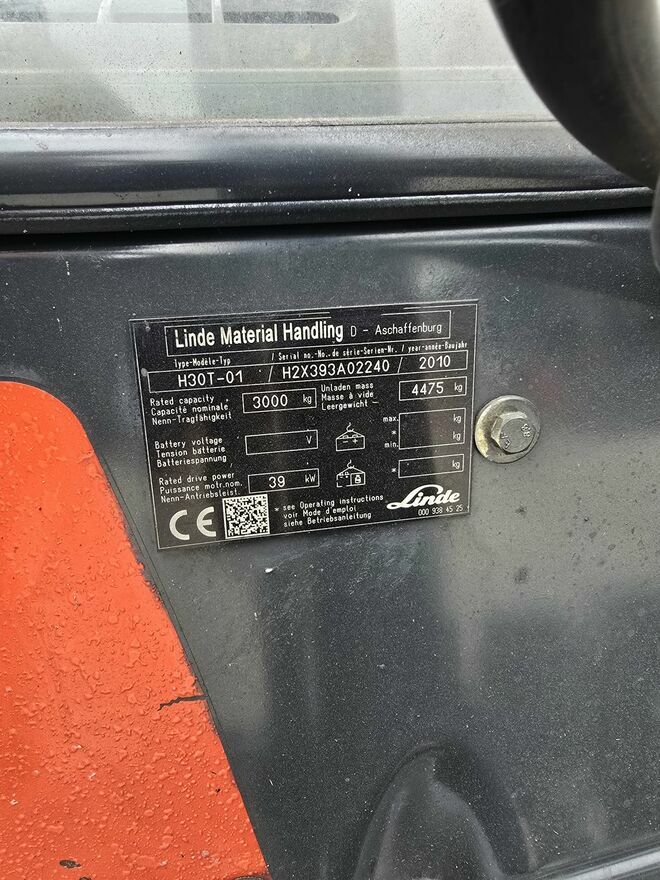 Linde Material Handling D - Aschaffenburg
Type-Modèle-Typ / Serial no.-No. de série-Serien-Nr. / year-année-Baujahr
H30T-01 / H2X393A02240 / 2010
Rated capacity
Capacité nominale
Nenn-Tragfähigkeit
3000 kg
Unladen mass
Masse à vide
Leergewicht
4475 kg
Battery voltage
Tension batterie
Batteriespannung
V
max. kg
*
min. kg
Rated drive power
Puissance motr.nom.
Nenn-Antriebsleist.
39 kW
* kg
CE
* see Operating instructions
voir Mode d'emploi
siehe Betriebsanleitung
Linde
000 938 45 25